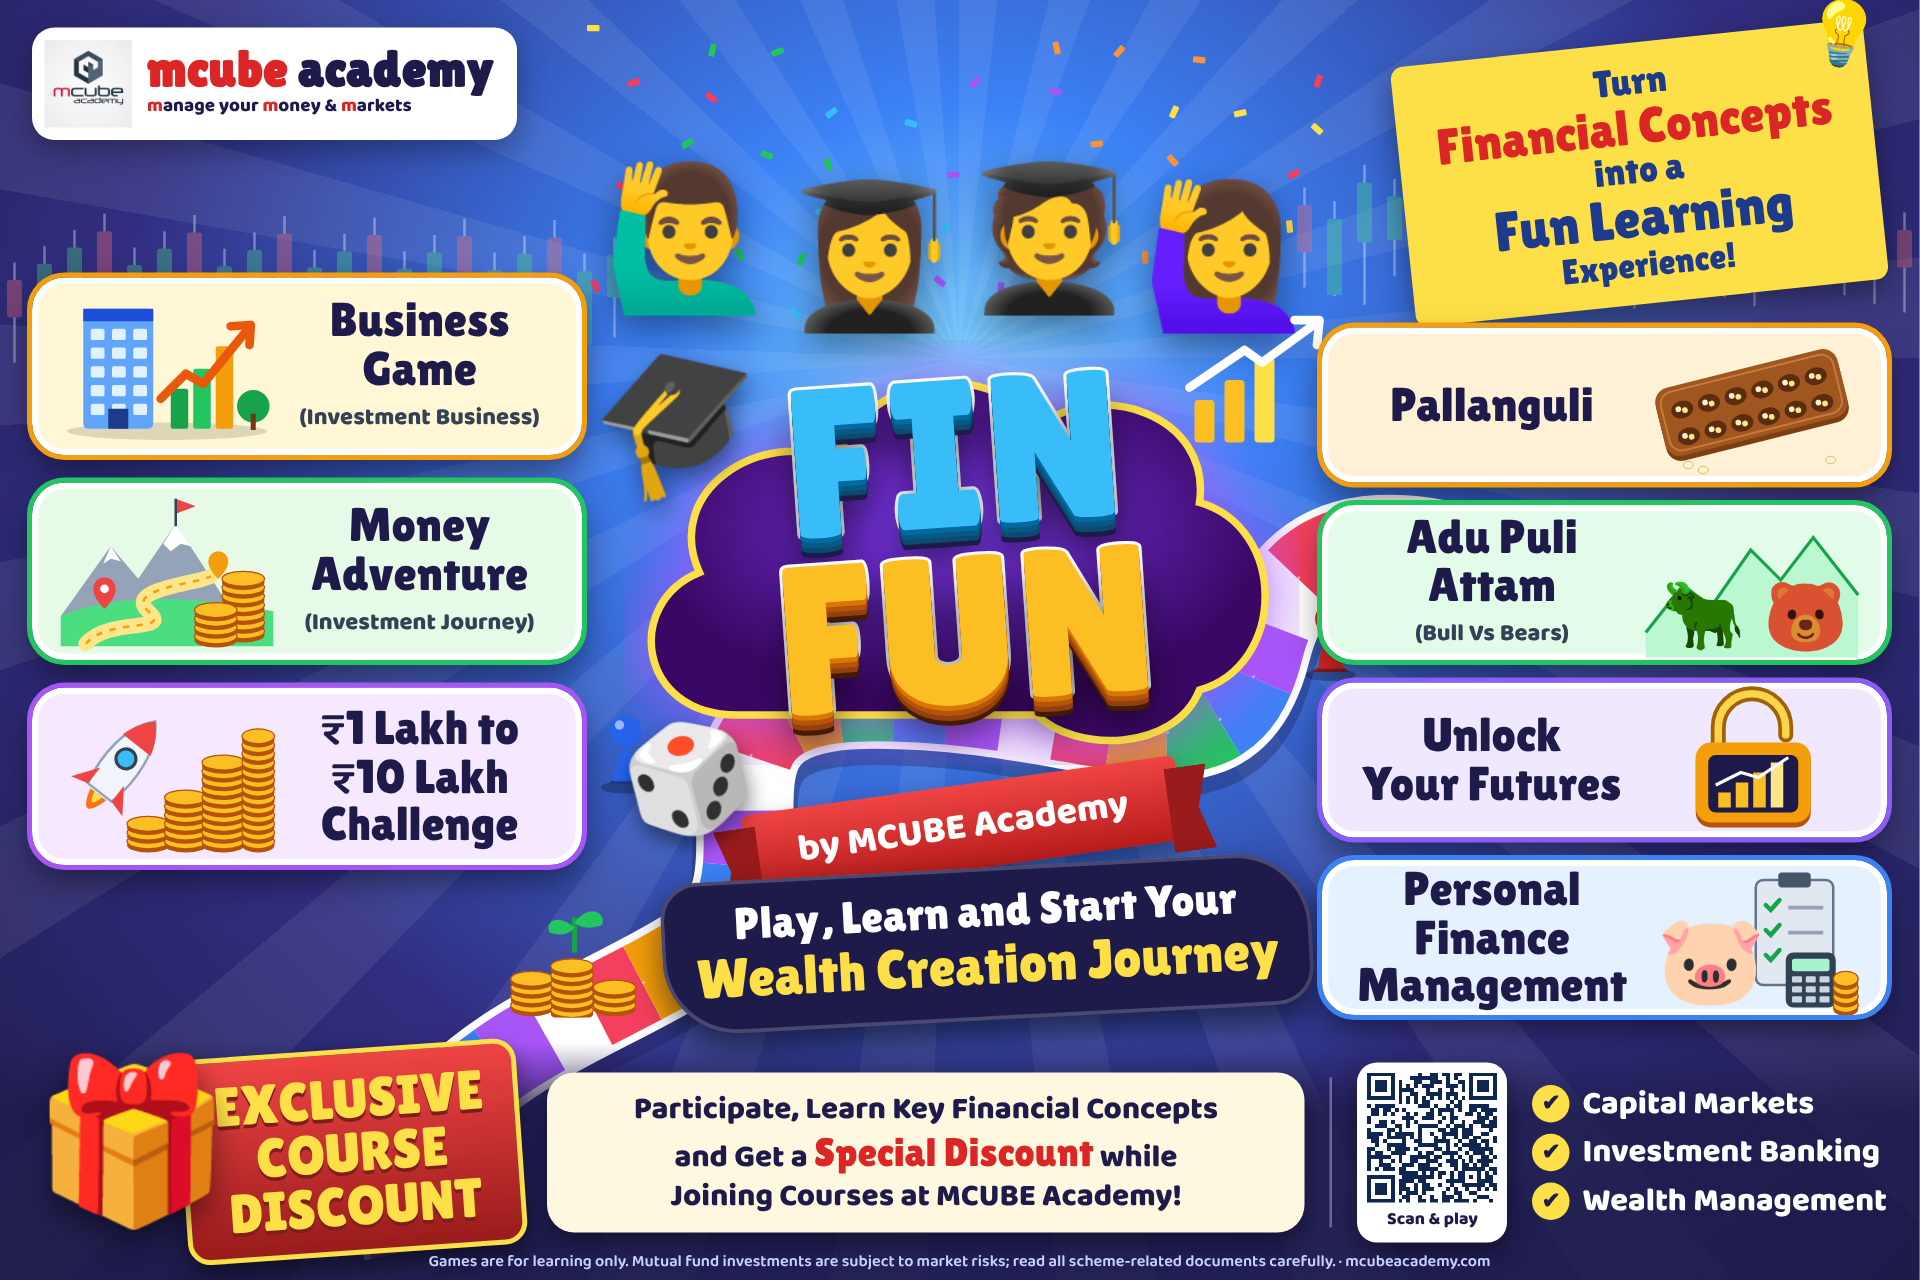 mcube
academy
mcube academy
manage your money & markets
Turn
Financial Concepts
into a
Fun Learning
Experience!
Business
Game
(Investment Business)
Money
Adventure
(Investment Journey)
₹1 Lakh to
₹10 Lakh
Challenge
FIN
FUN
by MCUBE Academy
Play, Learn and Start Your
Wealth Creation Journey
Pallanguli
Adu Puli
Attam
(Bull Vs Bears)
Unlock
Your Futures
Personal
Finance
Management
EXCLUSIVE
COURSE
DISCOUNT
Participate, Learn Key Financial Concepts
and Get a Special Discount while
Joining Courses at MCUBE Academy!
Scan & play
✔ Capital Markets
✔ Investment Banking
✔ Wealth Management
Games are for learning only. Mutual fund investments are subject to market risks; read all scheme-related documents carefully. · mcubeacademy.com